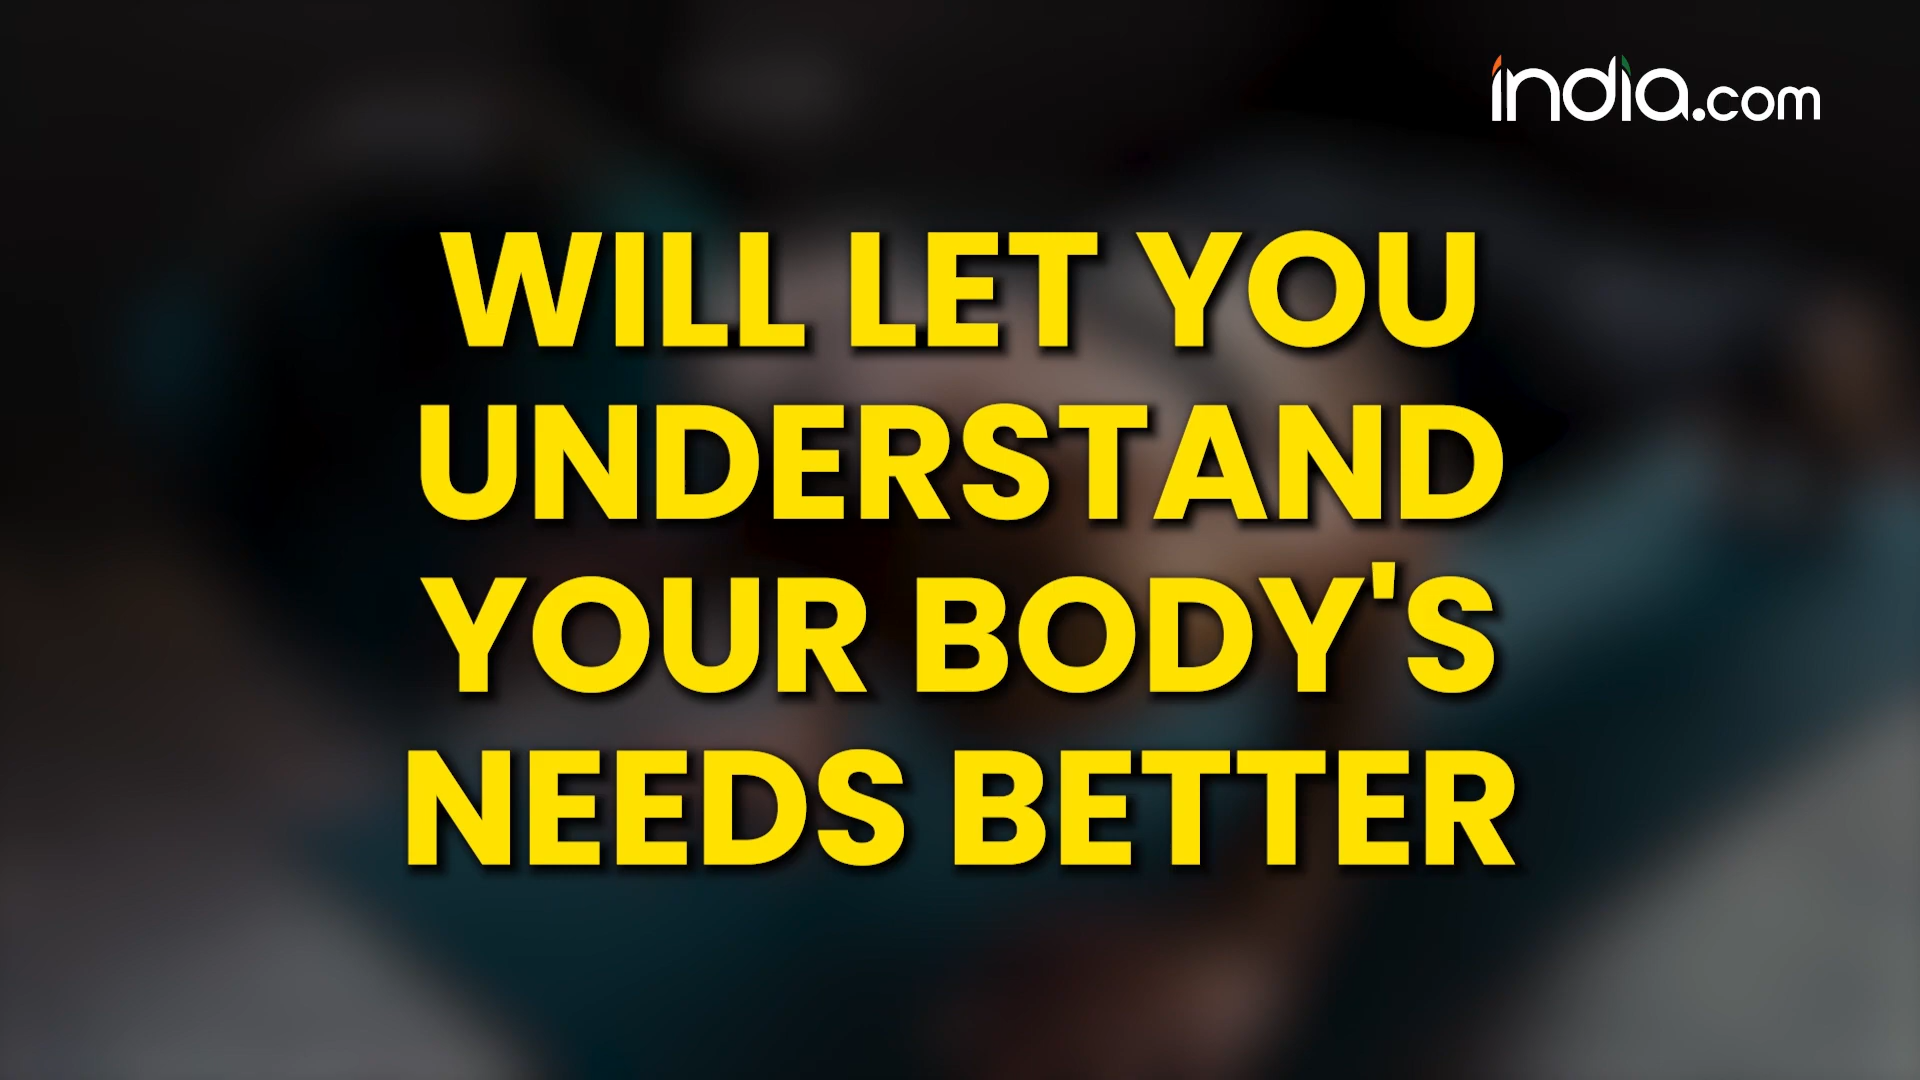 india.com
WILL LET YOU
UNDERSTAND
YOUR BODY'S
NEEDS BETTER